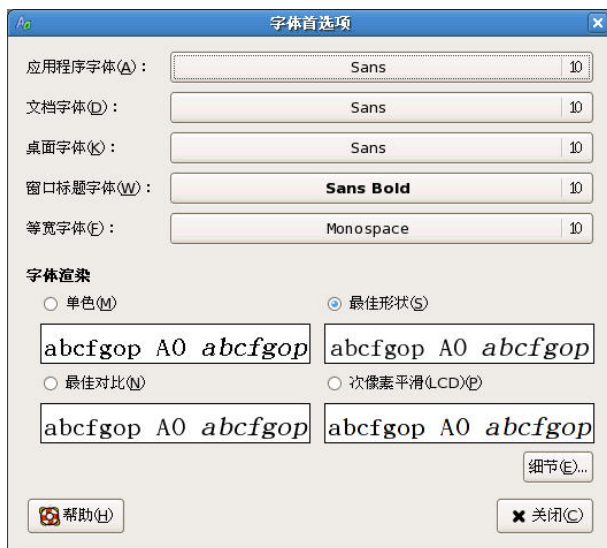 字体首选项
应用程序字体(A)： Sans 10
文档字体(D)： Sans 10
桌面字体(K)： Sans 10
窗口标题字体(W)： Sans Bold 10
等宽字体(F)： Monospace 10
字体渲染
单色(M) 最佳形状(S)
abcfgop AO abcfgop abcfgop AO abcfgop
最佳对比(N) 次像素平滑(LCD)(P)
abcfgop AO abcfgop abcfgop AO abcfgop
细节(E)...
帮助(H) 关闭(C)